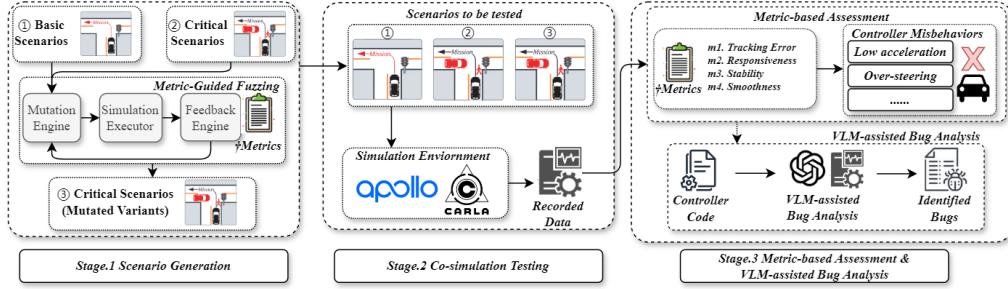 ① Basic
Scenarios
Mission
② Critical
Scenarios
Mission
Metric-Guided Fuzzing
Mutation
Engine
Simulation
Executor
Feedback
Engine
†Metrics
③ Critical Scenarios
(Mutated Variants)
Mission
Stage.1 Scenario Generation
Scenarios to be tested
①
Mission
②
Mission
③
Mission
Simulation Enviornment
apollo
CARLA
Recorded
Data
Stage.2 Co-simulation Testing
Metric-based Assessment
†Metrics
m1. Tracking Error
m2. Responsiveness
m3. Stability
m4. Smoothness
Controller Misbehaviors
Low acceleration
Over-steering
......
X
VLM-assisted Bug Analysis
Controller
Code
VLM-assisted
Bug Analysis
Identified
Bugs
Stage.3 Metric-based Assessment &
VLM-assisted Bug Analysis